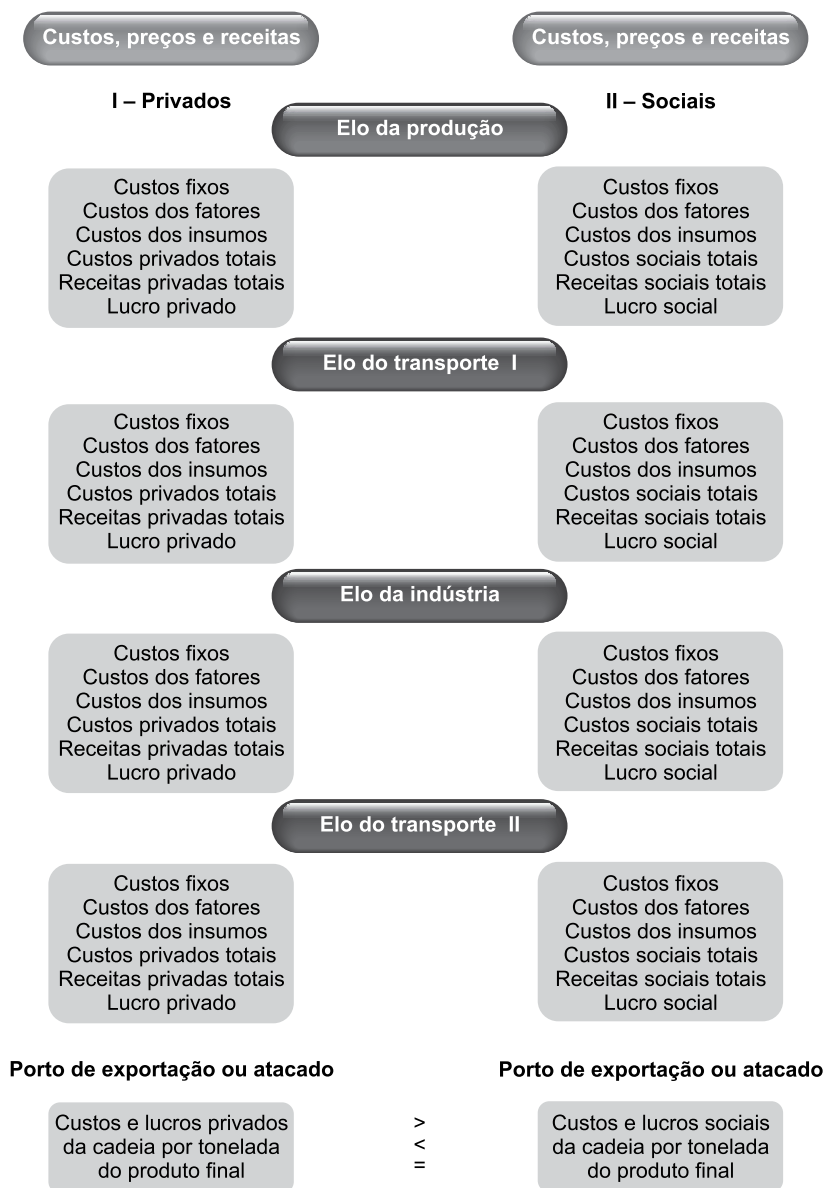 Custos, preços e receitas
Custos, preços e receitas
I – Privados
II – Sociais
Elo da produção
Custos fixos
Custos dos fatores
Custos dos insumos
Custos privados totais
Receitas privadas totais
Lucro privado
Custos fixos
Custos dos fatores
Custos dos insumos
Custos sociais totais
Receitas sociais totais
Lucro social
Elo do transporte I
Custos fixos
Custos dos fatores
Custos dos insumos
Custos privados totais
Receitas privadas totais
Lucro privado
Custos fixos
Custos dos fatores
Custos dos insumos
Custos sociais totais
Receitas sociais totais
Lucro social
Elo da indústria
Custos fixos
Custos dos fatores
Custos dos insumos
Custos privados totais
Receitas privadas totais
Lucro privado
Custos fixos
Custos dos fatores
Custos dos insumos
Custos sociais totais
Receitas sociais totais
Lucro social
Elo do transporte II
Custos fixos
Custos dos fatores
Custos dos insumos
Custos privados totais
Receitas privadas totais
Lucro privado
Custos fixos
Custos dos fatores
Custos dos insumos
Custos sociais totais
Receitas sociais totais
Lucro social
Porto de exportação ou atacado
Porto de exportação ou atacado
Custos e lucros privados
da cadeia por tonelada
do produto final
>
<
=
Custos e lucros sociais
da cadeia por tonelada
do produto final